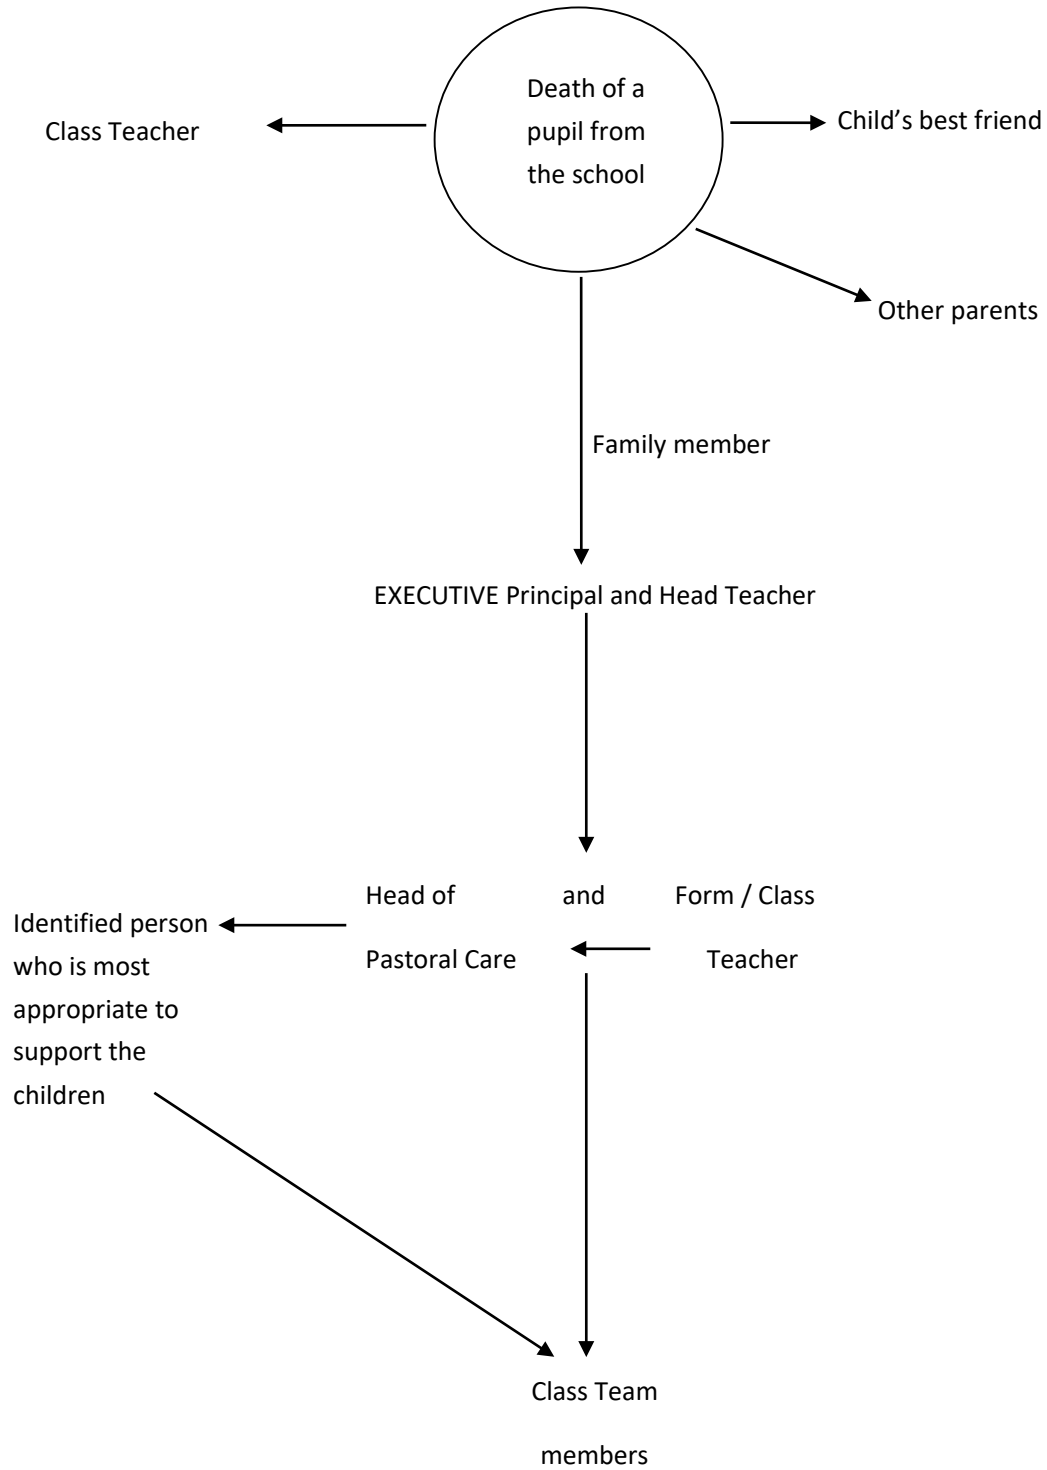 Death of a
pupil from
the school
Class Teacher
Child’s best friend
Other parents
Family member
EXECUTIVE Principal and Head Teacher
Head of and Form / Class
Pastoral Care Teacher
Identified person
who is most
appropriate to
support the
children
Class Team
members